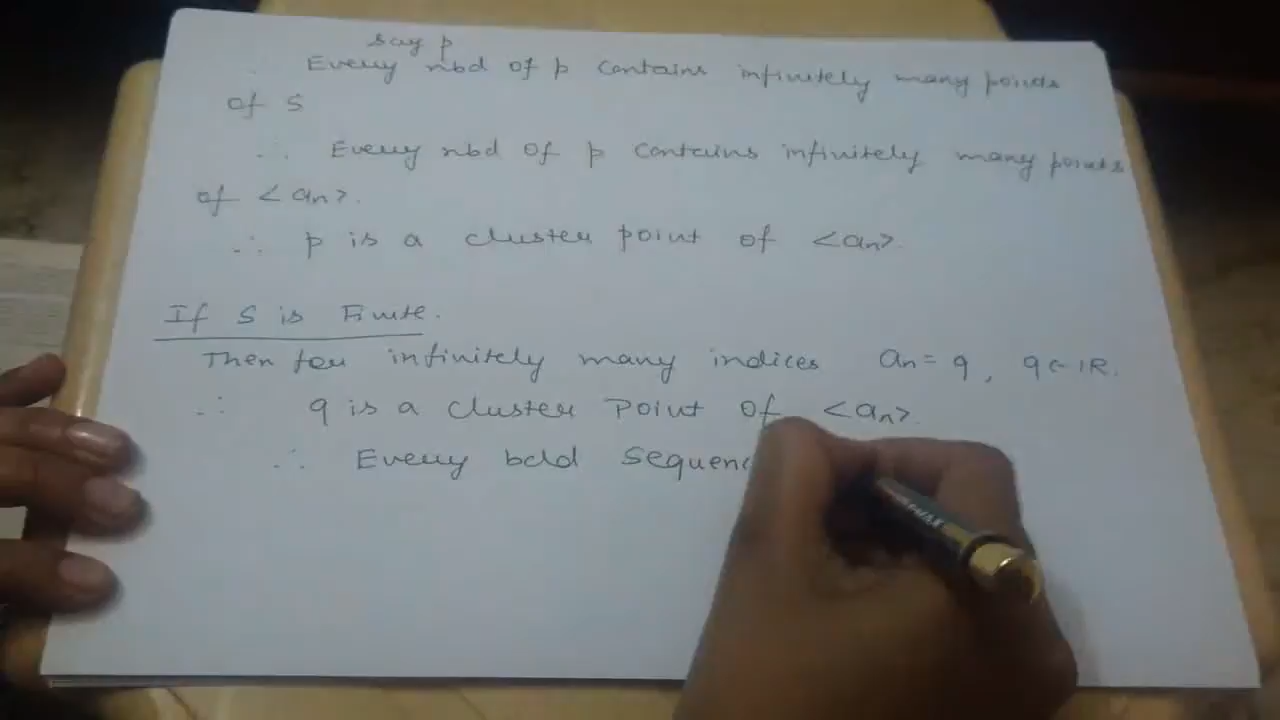 say p
Every nbd of p contains infinitely many points
of S
∴ Every nbd of p contains infinitely many points
of <an>.
∴ p is a cluster point of <an>.
If S is Finite.
Then for infinitely many indices an = q, q ∈ IR.
∴ q is a cluster point of <an>.
∴ Every bdd sequenc